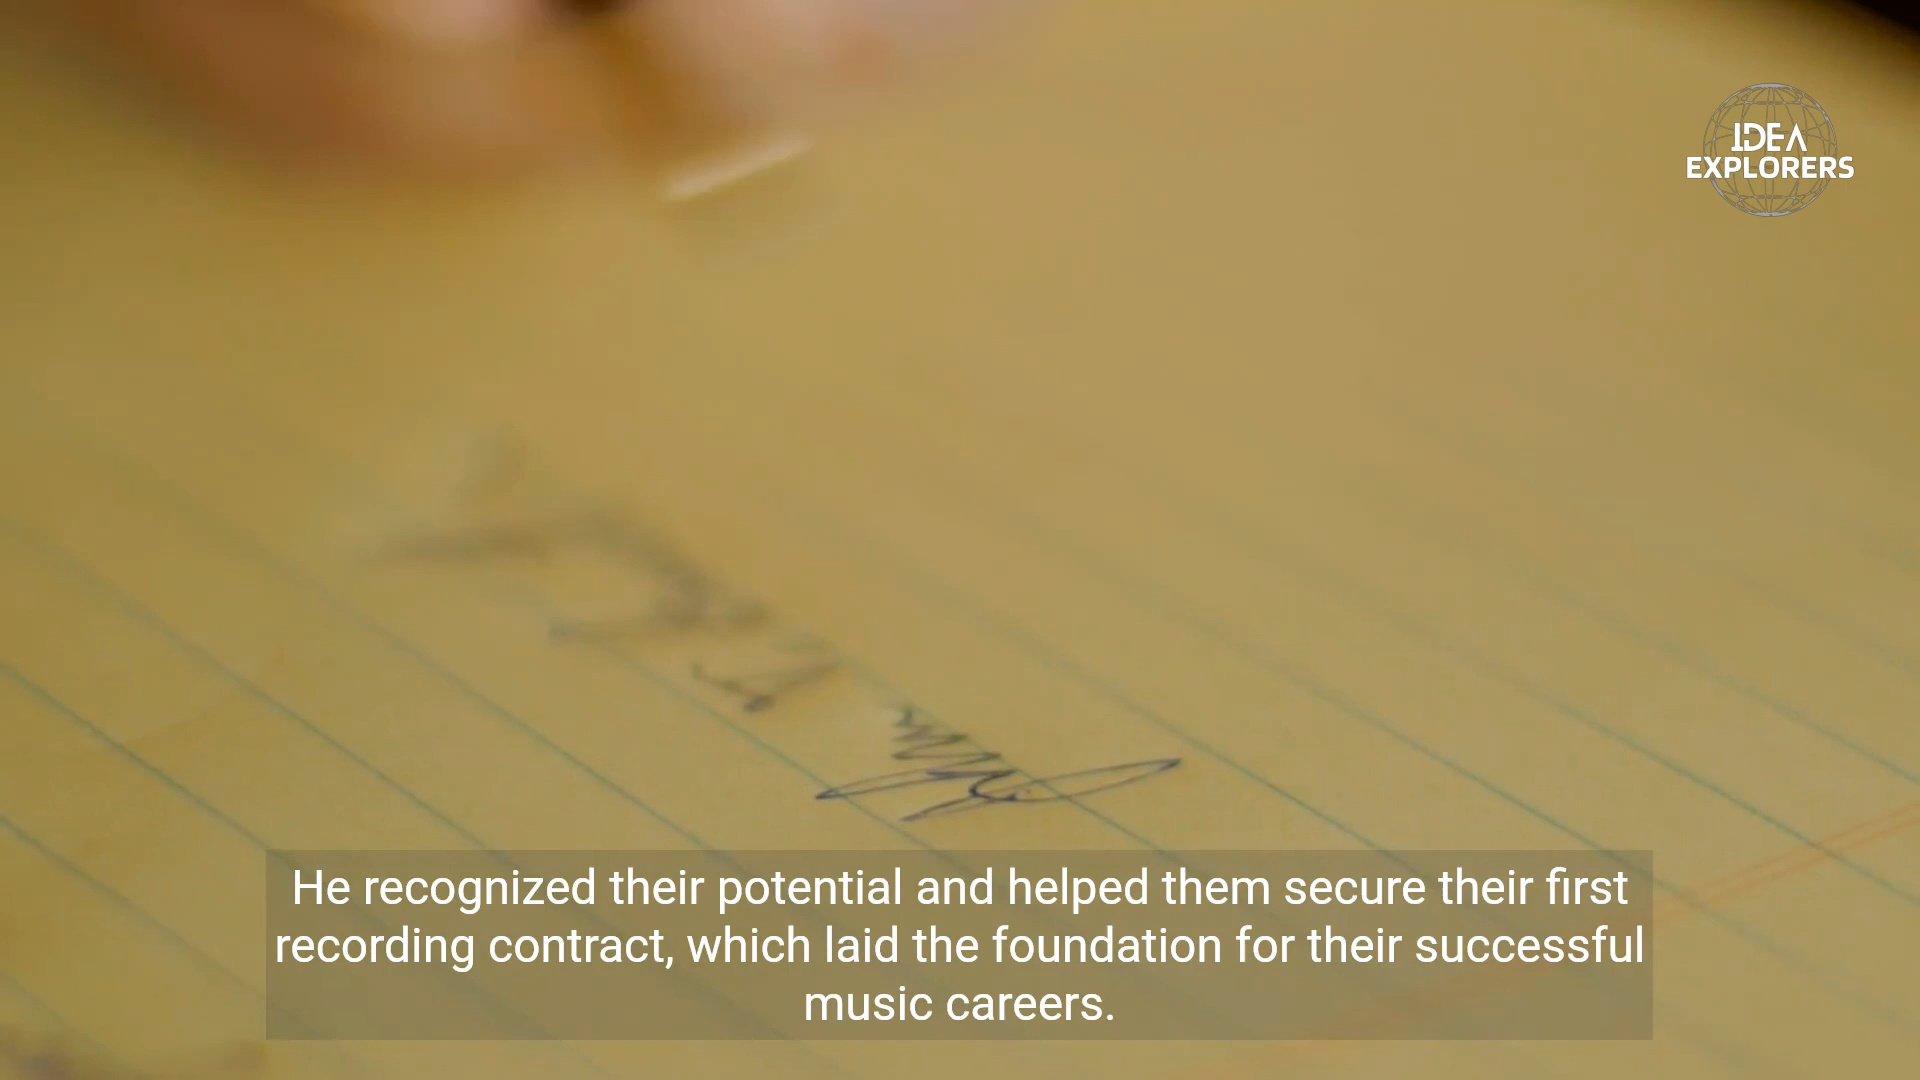 IDEA
EXPLORERS
He recognized their potential and helped them secure their first
recording contract, which laid the foundation for their successful
music careers.